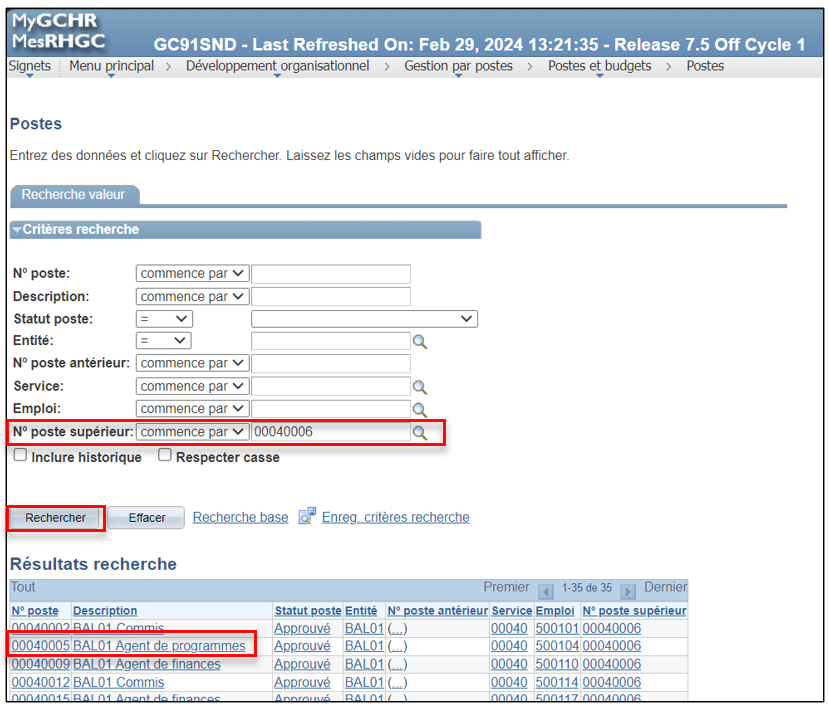 MyGCHR
MesRHGC
GC91SND - Last Refreshed On: Feb 29, 2024 13:21:35 - Release 7.5 Off Cycle 1
Signets Menu principal > Développement organisationnel > Gestion par postes > Postes et budgets > Postes
Postes
Entrez des données et cliquez sur Rechercher. Laissez les champs vides pour faire tout afficher.
Recherche valeur
Critères recherche
Nº poste: commence par
Description: commence par
Statut poste: =
Entité: =
Nº poste antérieur: commence par
Service: commence par
Emploi: commence par
Nº poste supérieur: commence par 00040006
Inclure historique Respecter casse
Rechercher Effacer Recherche base Enreg. critères recherche
Résultats recherche
Tout Premier 1-35 de 35 Dernier
Nº poste Description Statut poste Entité Nº poste antérieur Service Emploi Nº poste supérieur
00040002 BAL01 Commis Approuvé BAL01 (...) 00040 500101 00040006
00040005 BAL01 Agent de programmes Approuvé BAL01 (...) 00040 500104 00040006
00040009 BAL01 Agent de finances Approuvé BAL01 (...) 00040 500110 00040006
00040012 BAL01 Commis Approuvé BAL01 (...) 00040 500114 00040006
00040015 BAL01 Agent de finances Approuvé BAL01 (...) 00040 500117 00040006